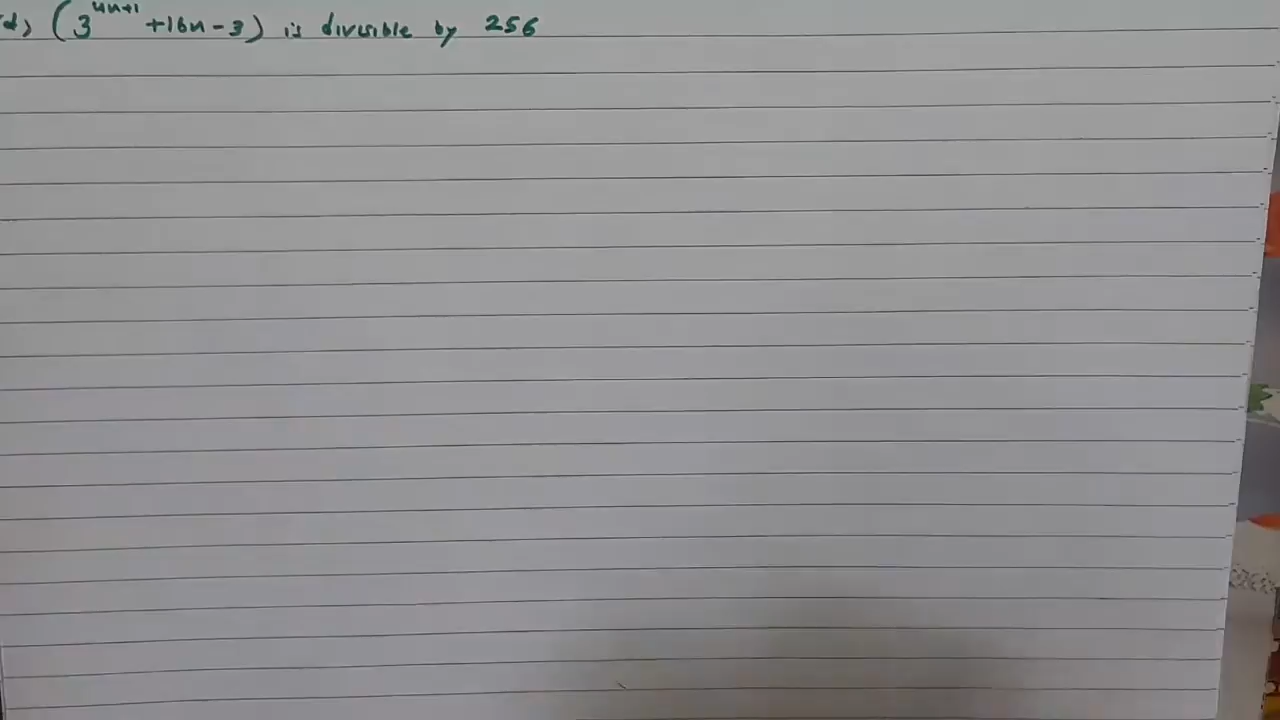 d) (3^{4n+1} +16n-3) is divisible by 256